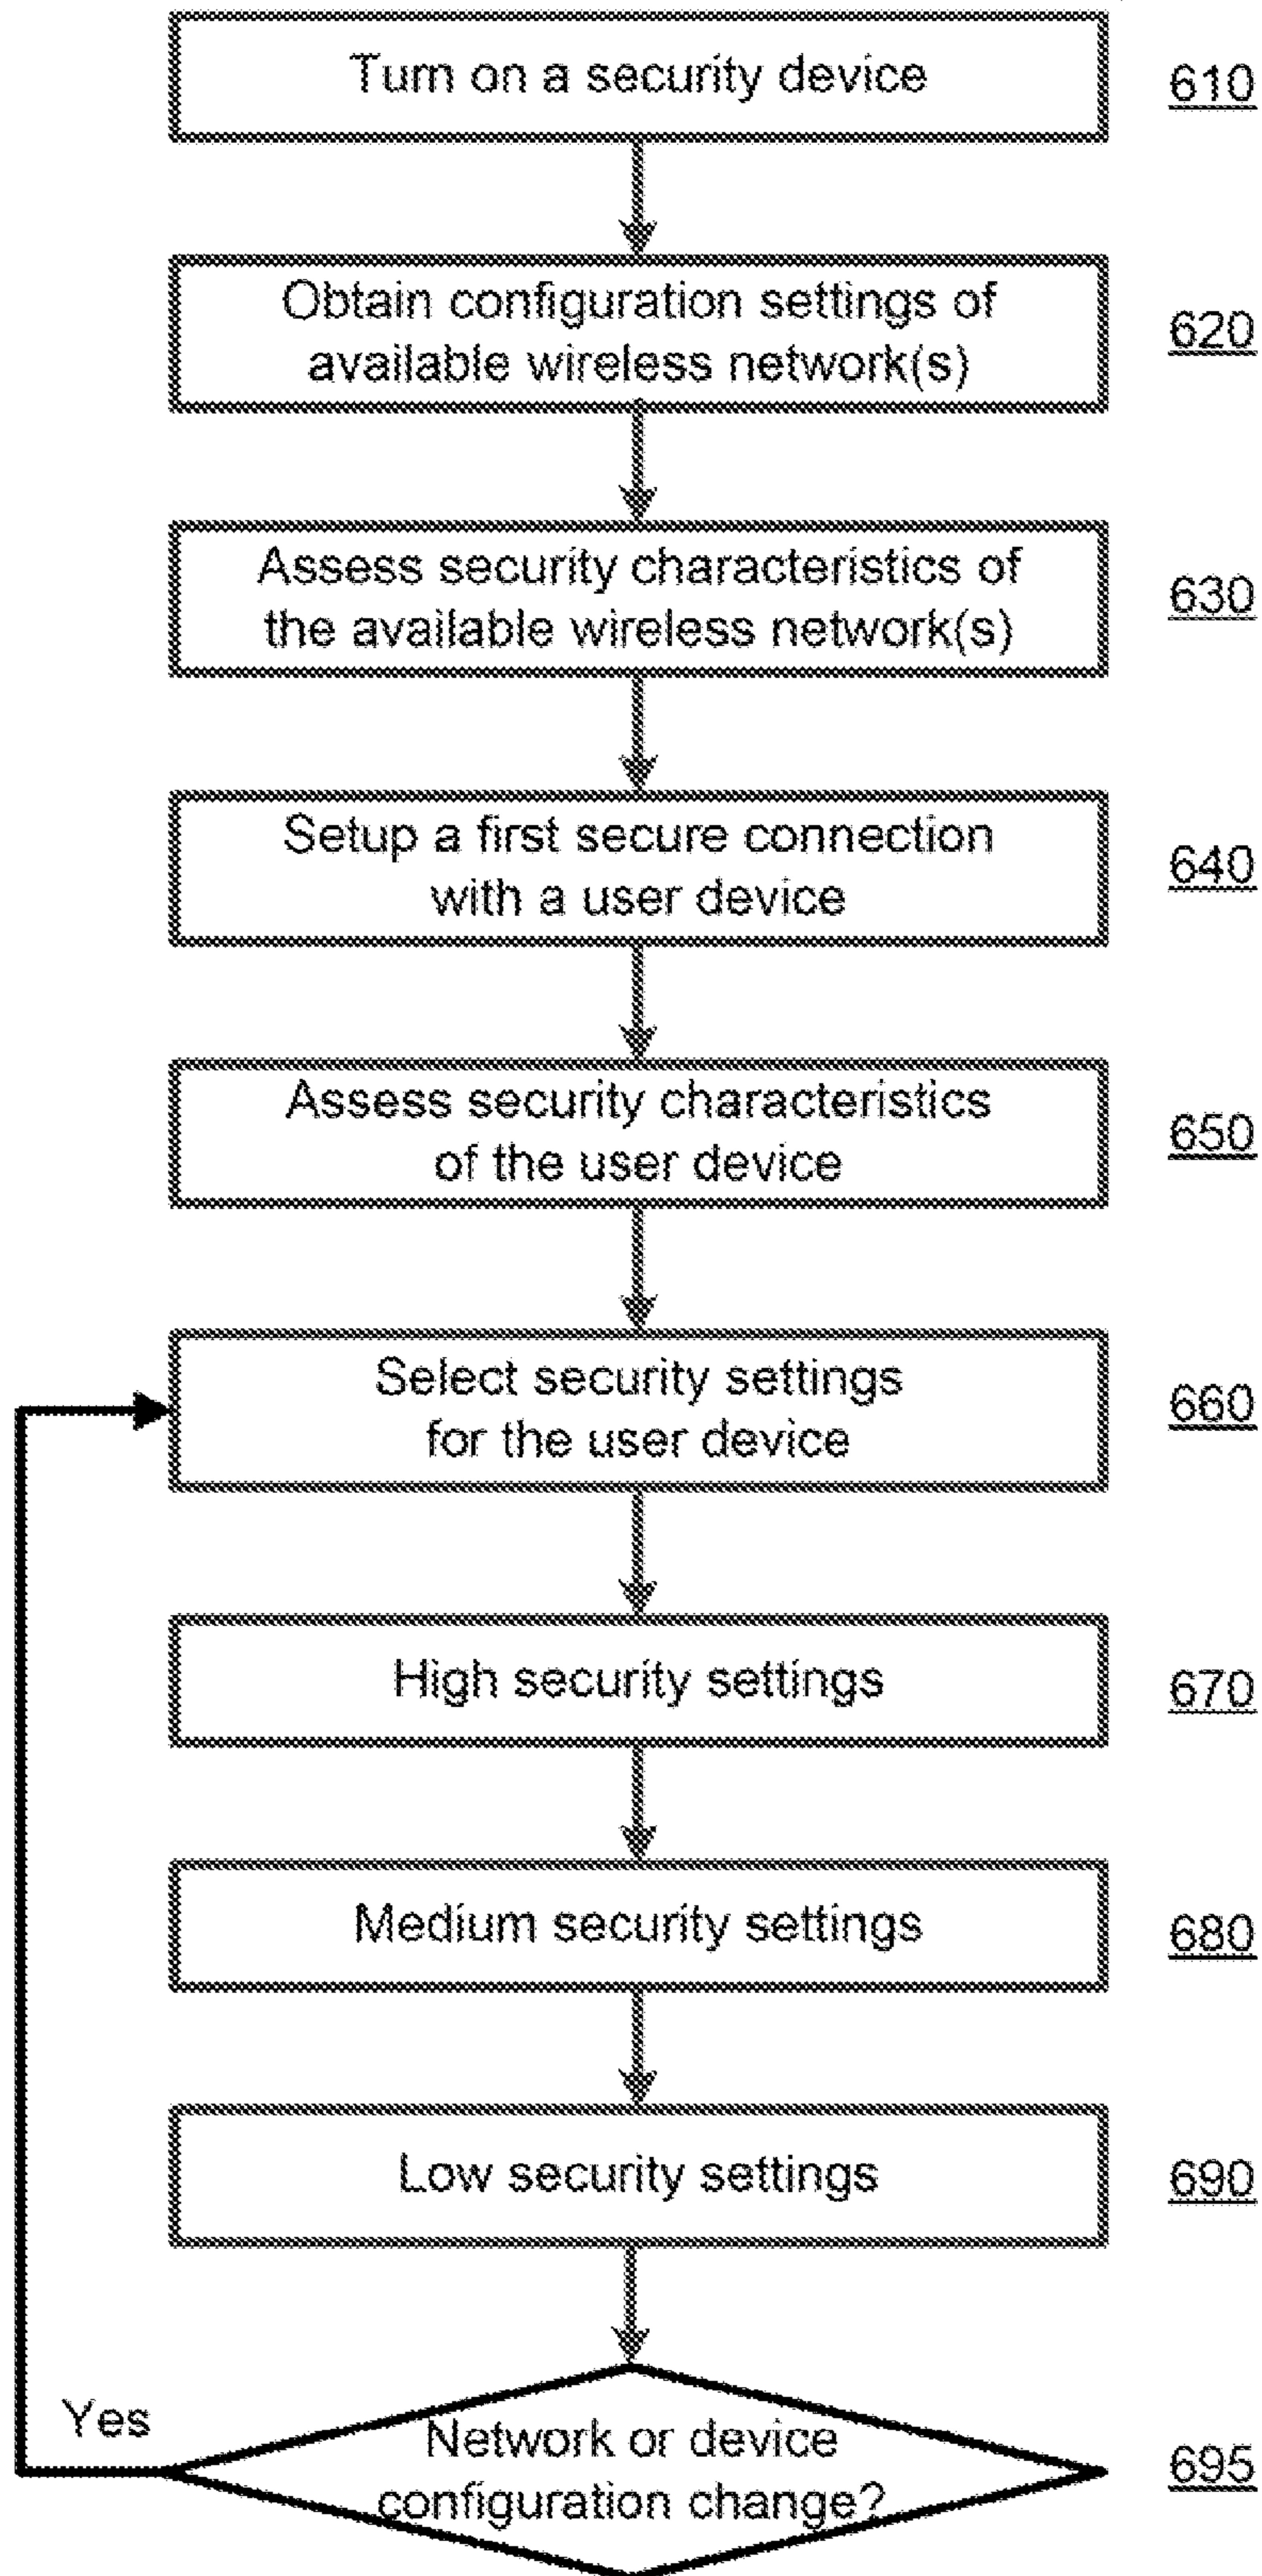 Turn on a security device
610
Obtain configuration settings of
available wireless network(s)
620
Assess security characteristics of
the available wireless network(s)
630
Setup a first secure connection
with a user device
640
Assess security characteristics
of the user device
650
Select security settings
for the user device
660
High security settings
670
Medium security settings
680
Low security settings
690
Yes
Network or device
configuration change?
695